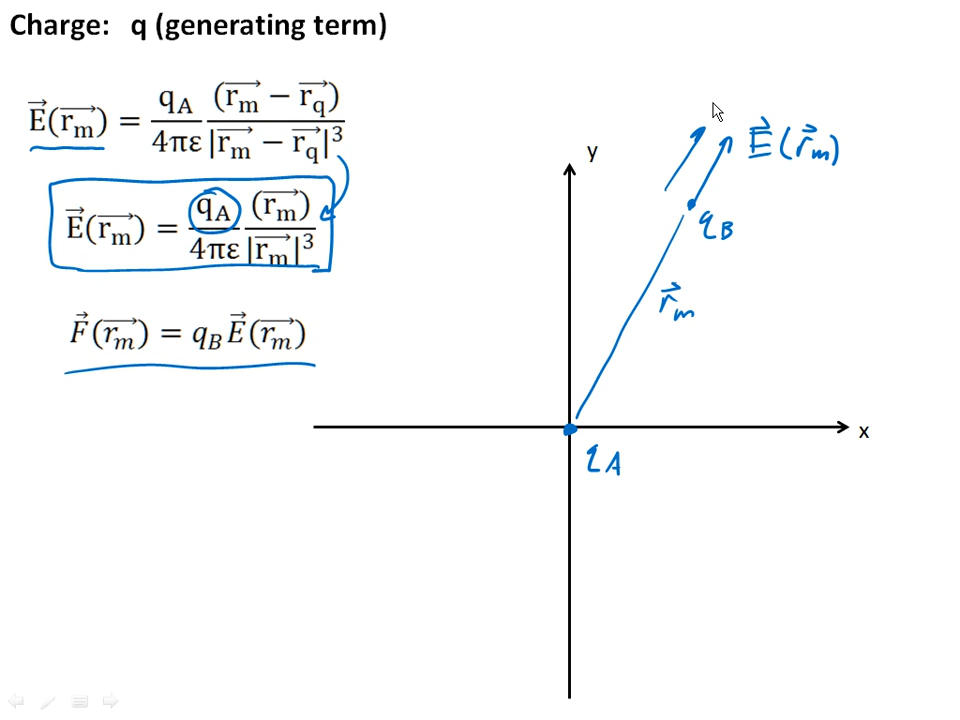 Charge: q (generating term)
E⃗(r⃗m) = qA/4πε (r⃗m − r⃗q)/|r⃗m − r⃗q|³
E⃗(r⃗m) = qA/4πε (r⃗m)/|r⃗m|³
F⃗(r⃗m) = qB E⃗(r⃗m)
y
E⃗(r⃗m)
qB
r⃗m
x
qA